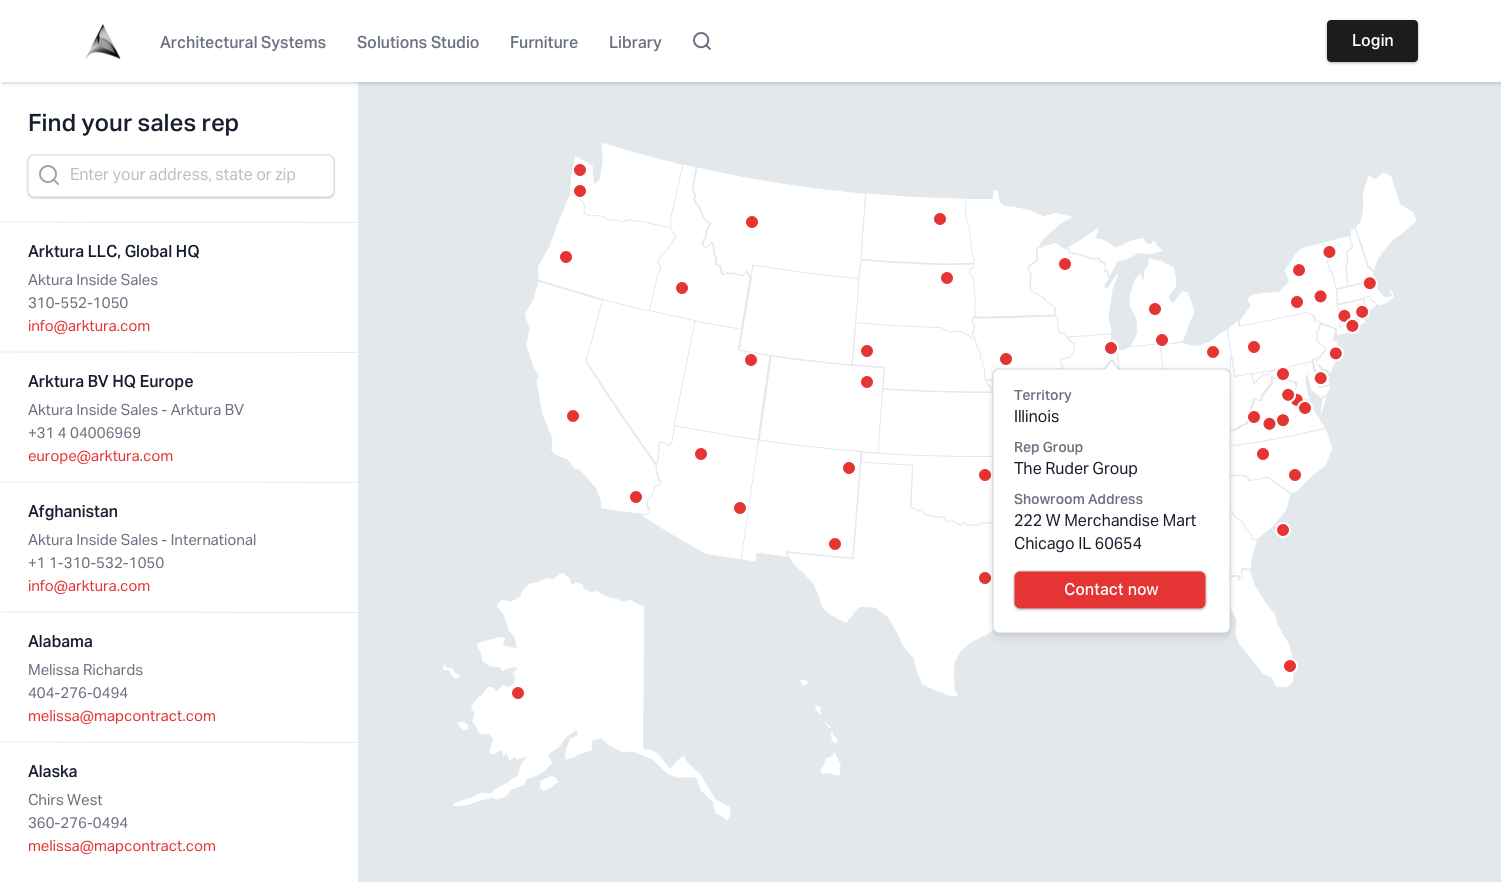 Architectural Systems
Solutions Studio
Furniture
Library
Login
Find your sales rep
Enter your address, state or zip
Arktura LLC, Global HQ
Aktura Inside Sales
310-552-1050
info@arktura.com
Arktura BV HQ Europe
Aktura Inside Sales - Arktura BV
+31 4 04006969
europe@arktura.com
Afghanistan
Aktura Inside Sales - International
+1 1-310-532-1050
info@arktura.com
Alabama
Melissa Richards
404-276-0494
melissa@mapcontract.com
Alaska
Chirs West
360-276-0494
melissa@mapcontract.com
Territory
Illinois
Rep Group
The Ruder Group
Showroom Address
222 W Merchandise Mart
Chicago IL 60654
Contact now